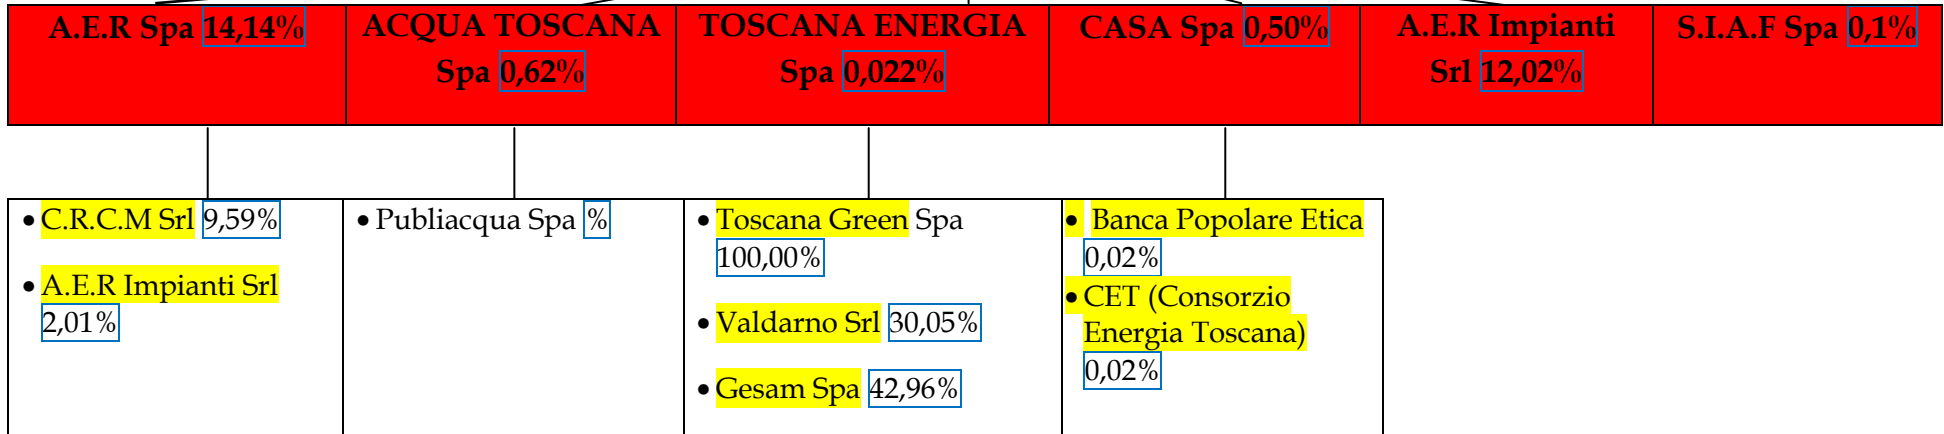 A.E.R Spa 14,14%
ACQUA TOSCANA
Spa 0,62%
TOSCANA ENERGIA
Spa 0,022%
CASA Spa 0,50%
A.E.R Impianti
Srl 12,02%
S.I.A.F Spa 0,1%
• C.R.C.M Srl 9,59%
• A.E.R Impianti Srl
2,01%
• Publiacqua Spa %
• Toscana Green Spa
100,00%
• Valdarno Srl 30,05%
• Gesam Spa 42,96%
• Banca Popolare Etica
0,02%
• CET (Consorzio
Energia Toscana)
0,02%